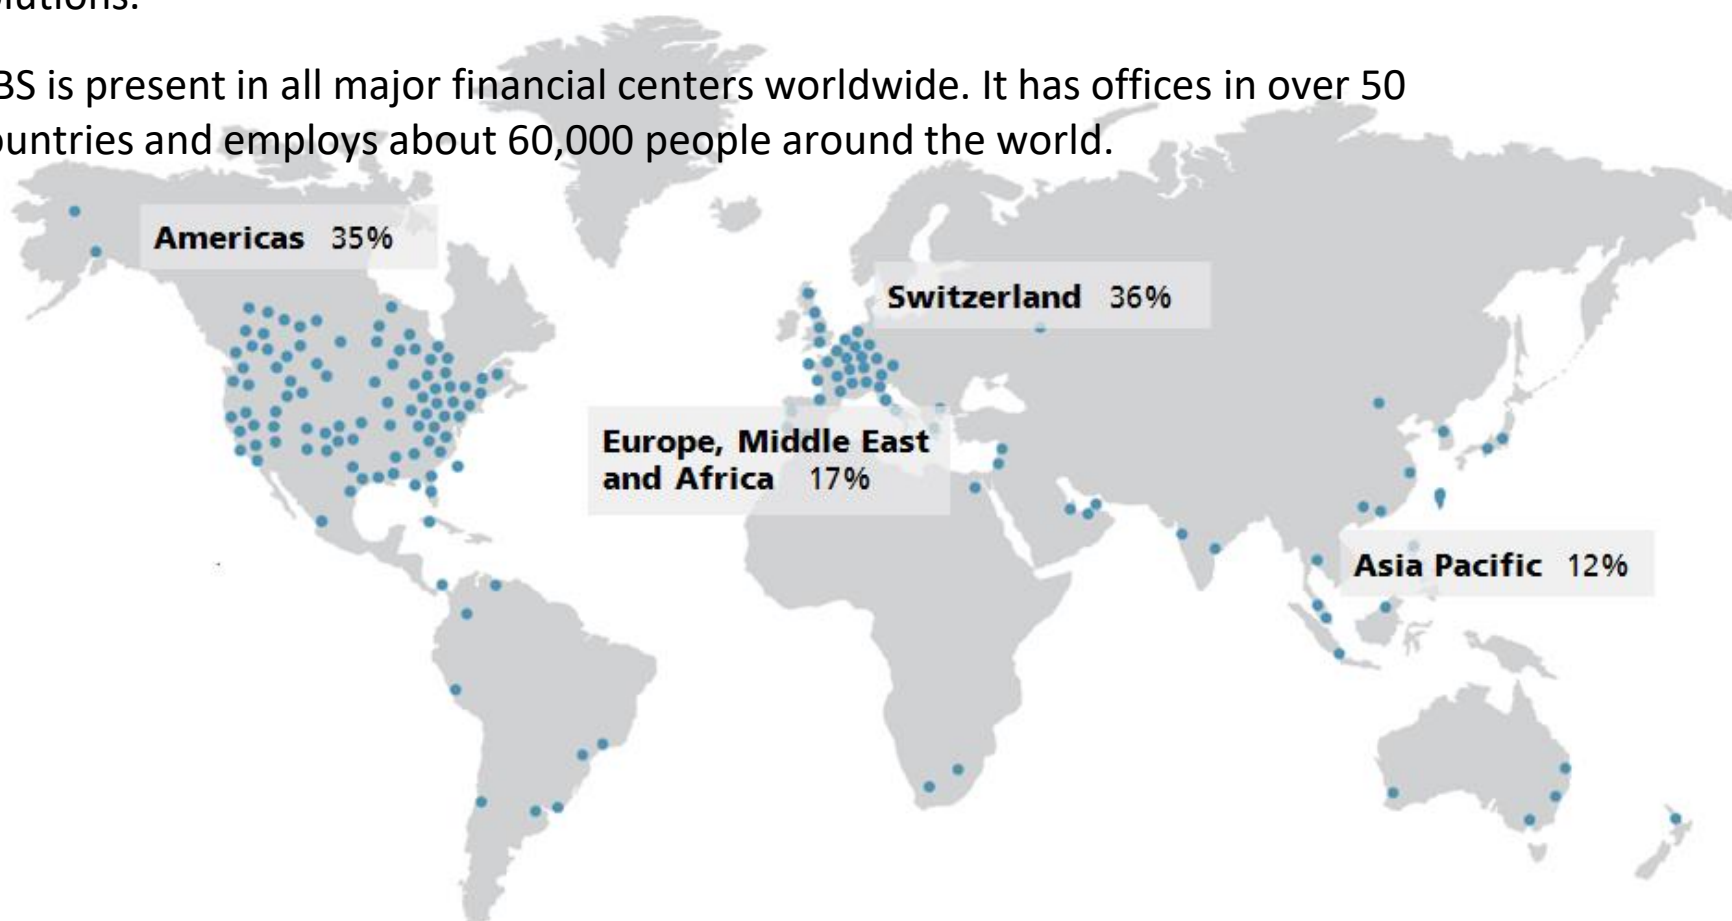 lutions.
BS is present in all major financial centers worldwide. It has offices in over 50
ountries and employs about 60,000 people around the world.
Americas 35%
Switzerland 36%
Europe, Middle East
and Africa 17%
Asia Pacific 12%